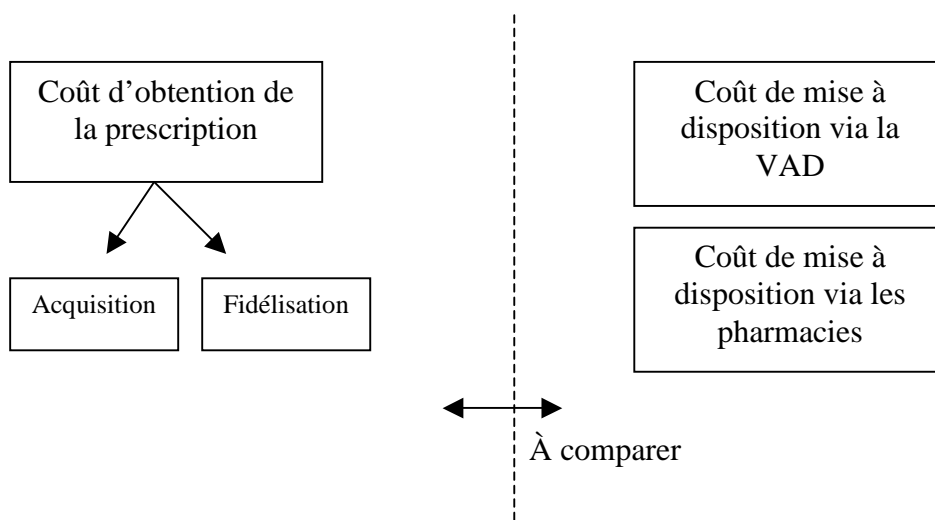 Coût d’obtention de
la prescription
Acquisition
Fidélisation
Coût de mise à
disposition via la
VAD
Coût de mise à
disposition via les
pharmacies
À comparer